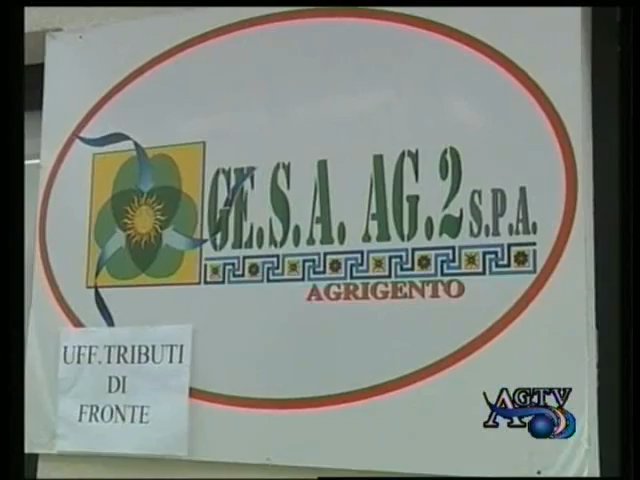 GE.S.A. AG.2 S.P.A.
AGRIGENTO
UFF. TRIBUTI
DI
FRONTE
AGTV